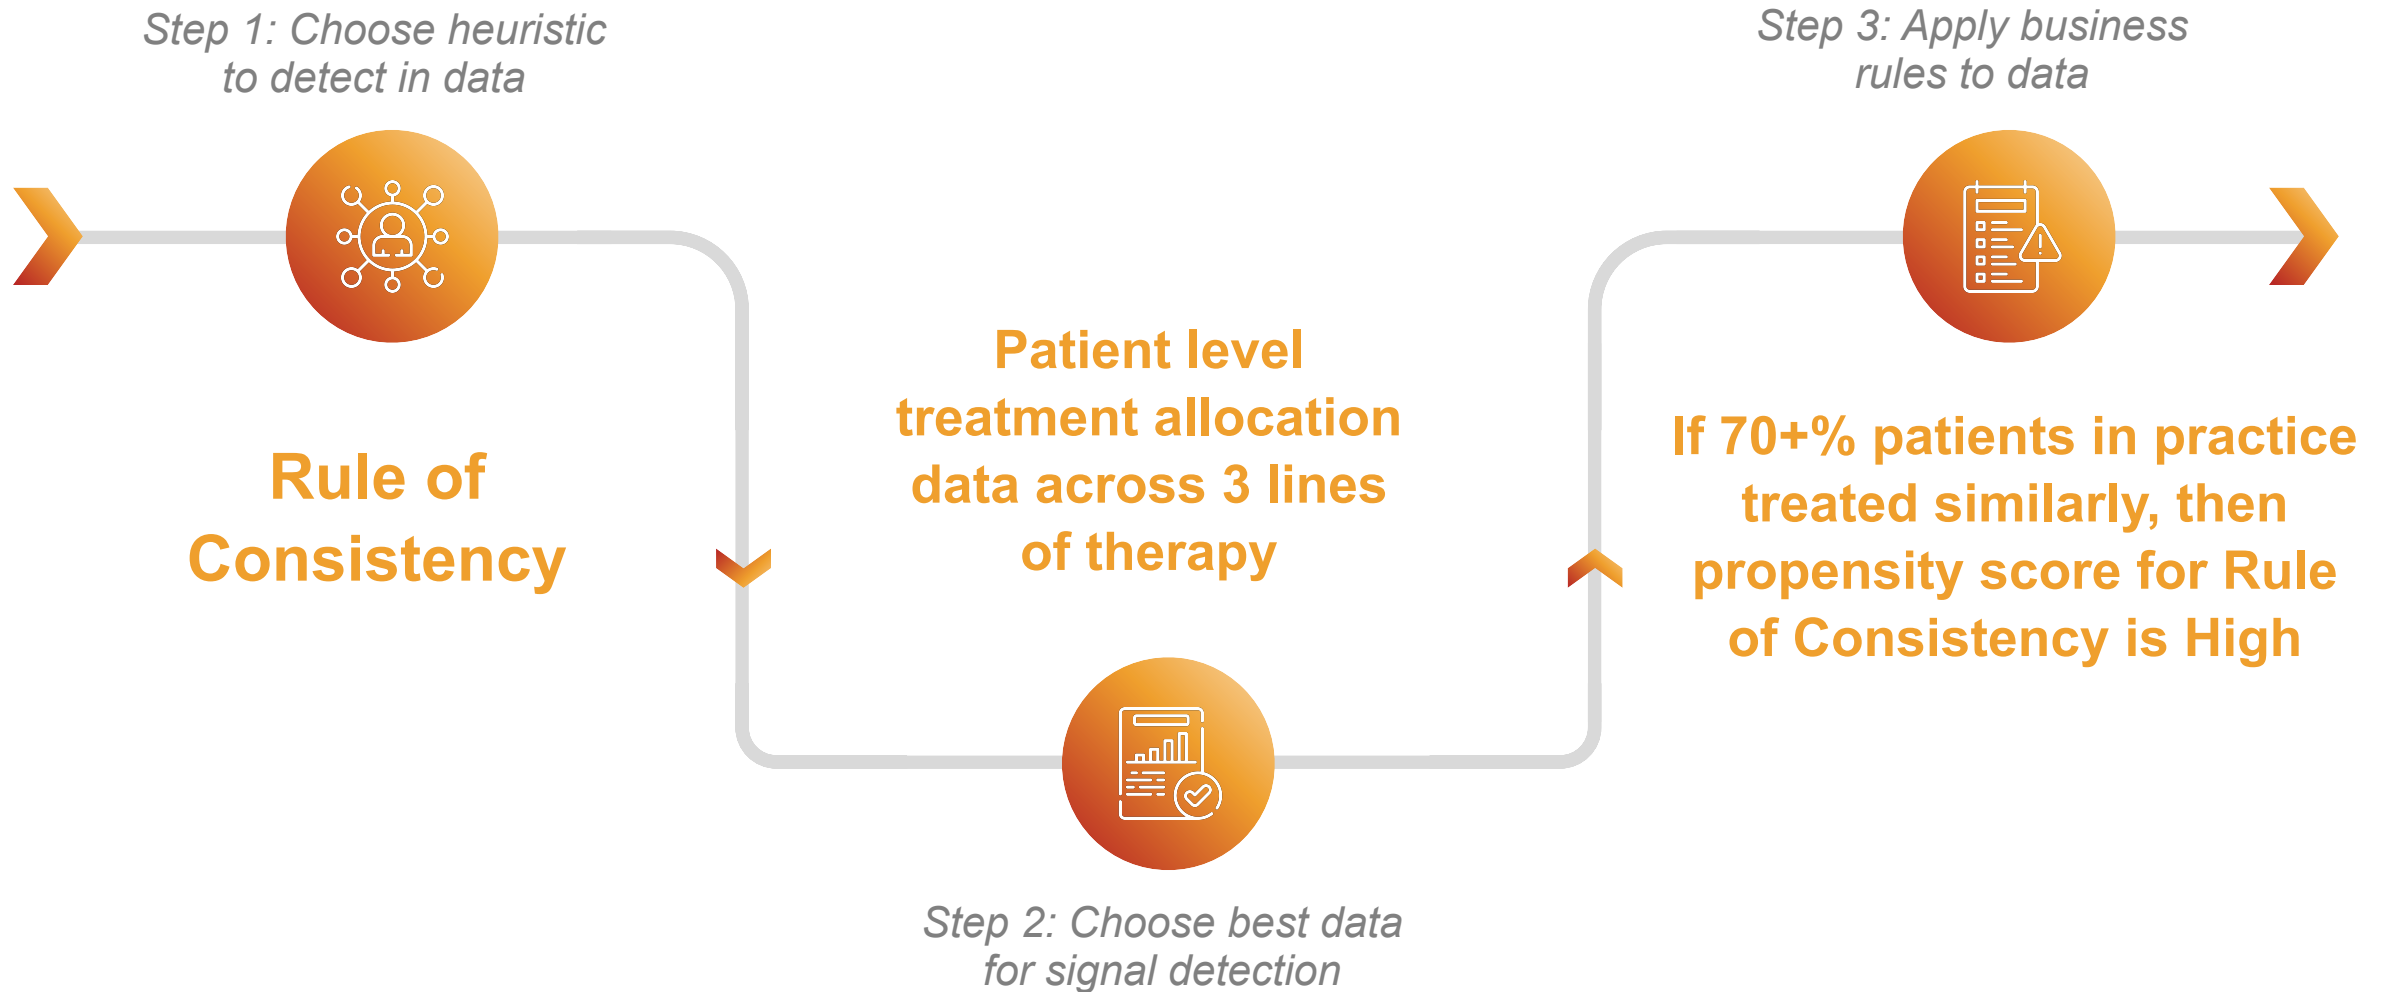 Step 1: Choose heuristic
to detect in data
Rule of
Consistency
Patient level
treatment allocation
data across 3 lines
of therapy
Step 2: Choose best data
for signal detection
Step 3: Apply business
rules to data
If 70+% patients in practice
treated similarly, then
propensity score for Rule
of Consistency is High